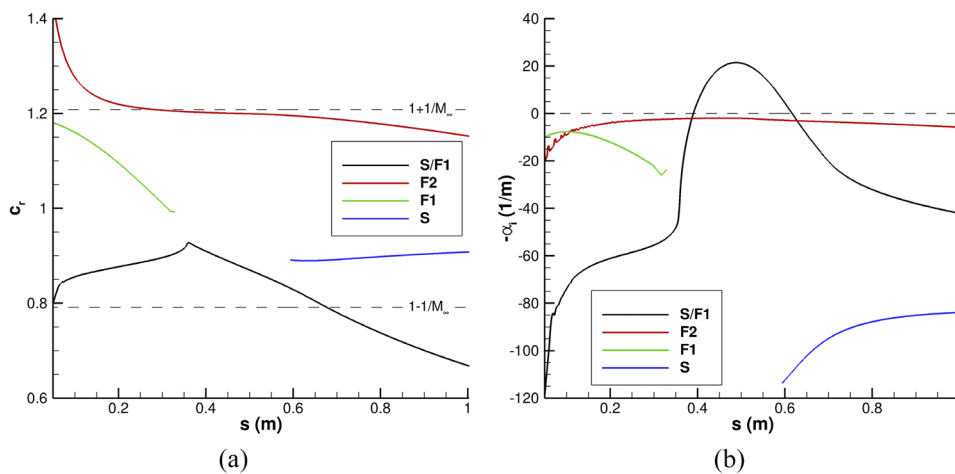 1.4
1.2
1
0.8
0.6
c_r
1+1/M_∞
1-1/M_∞
S/F1
F2
F1
S
0.2
0.4
0.6
0.8
1
s (m)
(a)
40
20
0
-20
-40
-60
-80
-100
-120
-α_i (1/m)
S/F1
F2
F1
S
0.2
0.4
0.6
0.8
s (m)
(b)